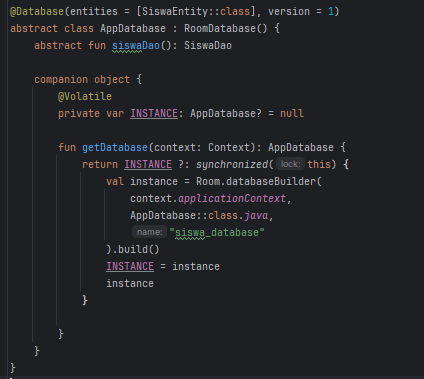 @Database(entities = [SiswaEntity::class], version = 1)
abstract class AppDatabase : RoomDatabase() {
    abstract fun siswaDao(): SiswaDao

    companion object {
        @Volatile
        private var INSTANCE: AppDatabase? = null

        fun getDatabase(context: Context): AppDatabase {
            return INSTANCE ?: synchronized( lock: this) {
                val instance = Room.databaseBuilder(
                    context.applicationContext,
                    AppDatabase::class.java,
                    name: "siswa_database"
                ).build()
                INSTANCE = instance
                instance
            }

        }
    }
}